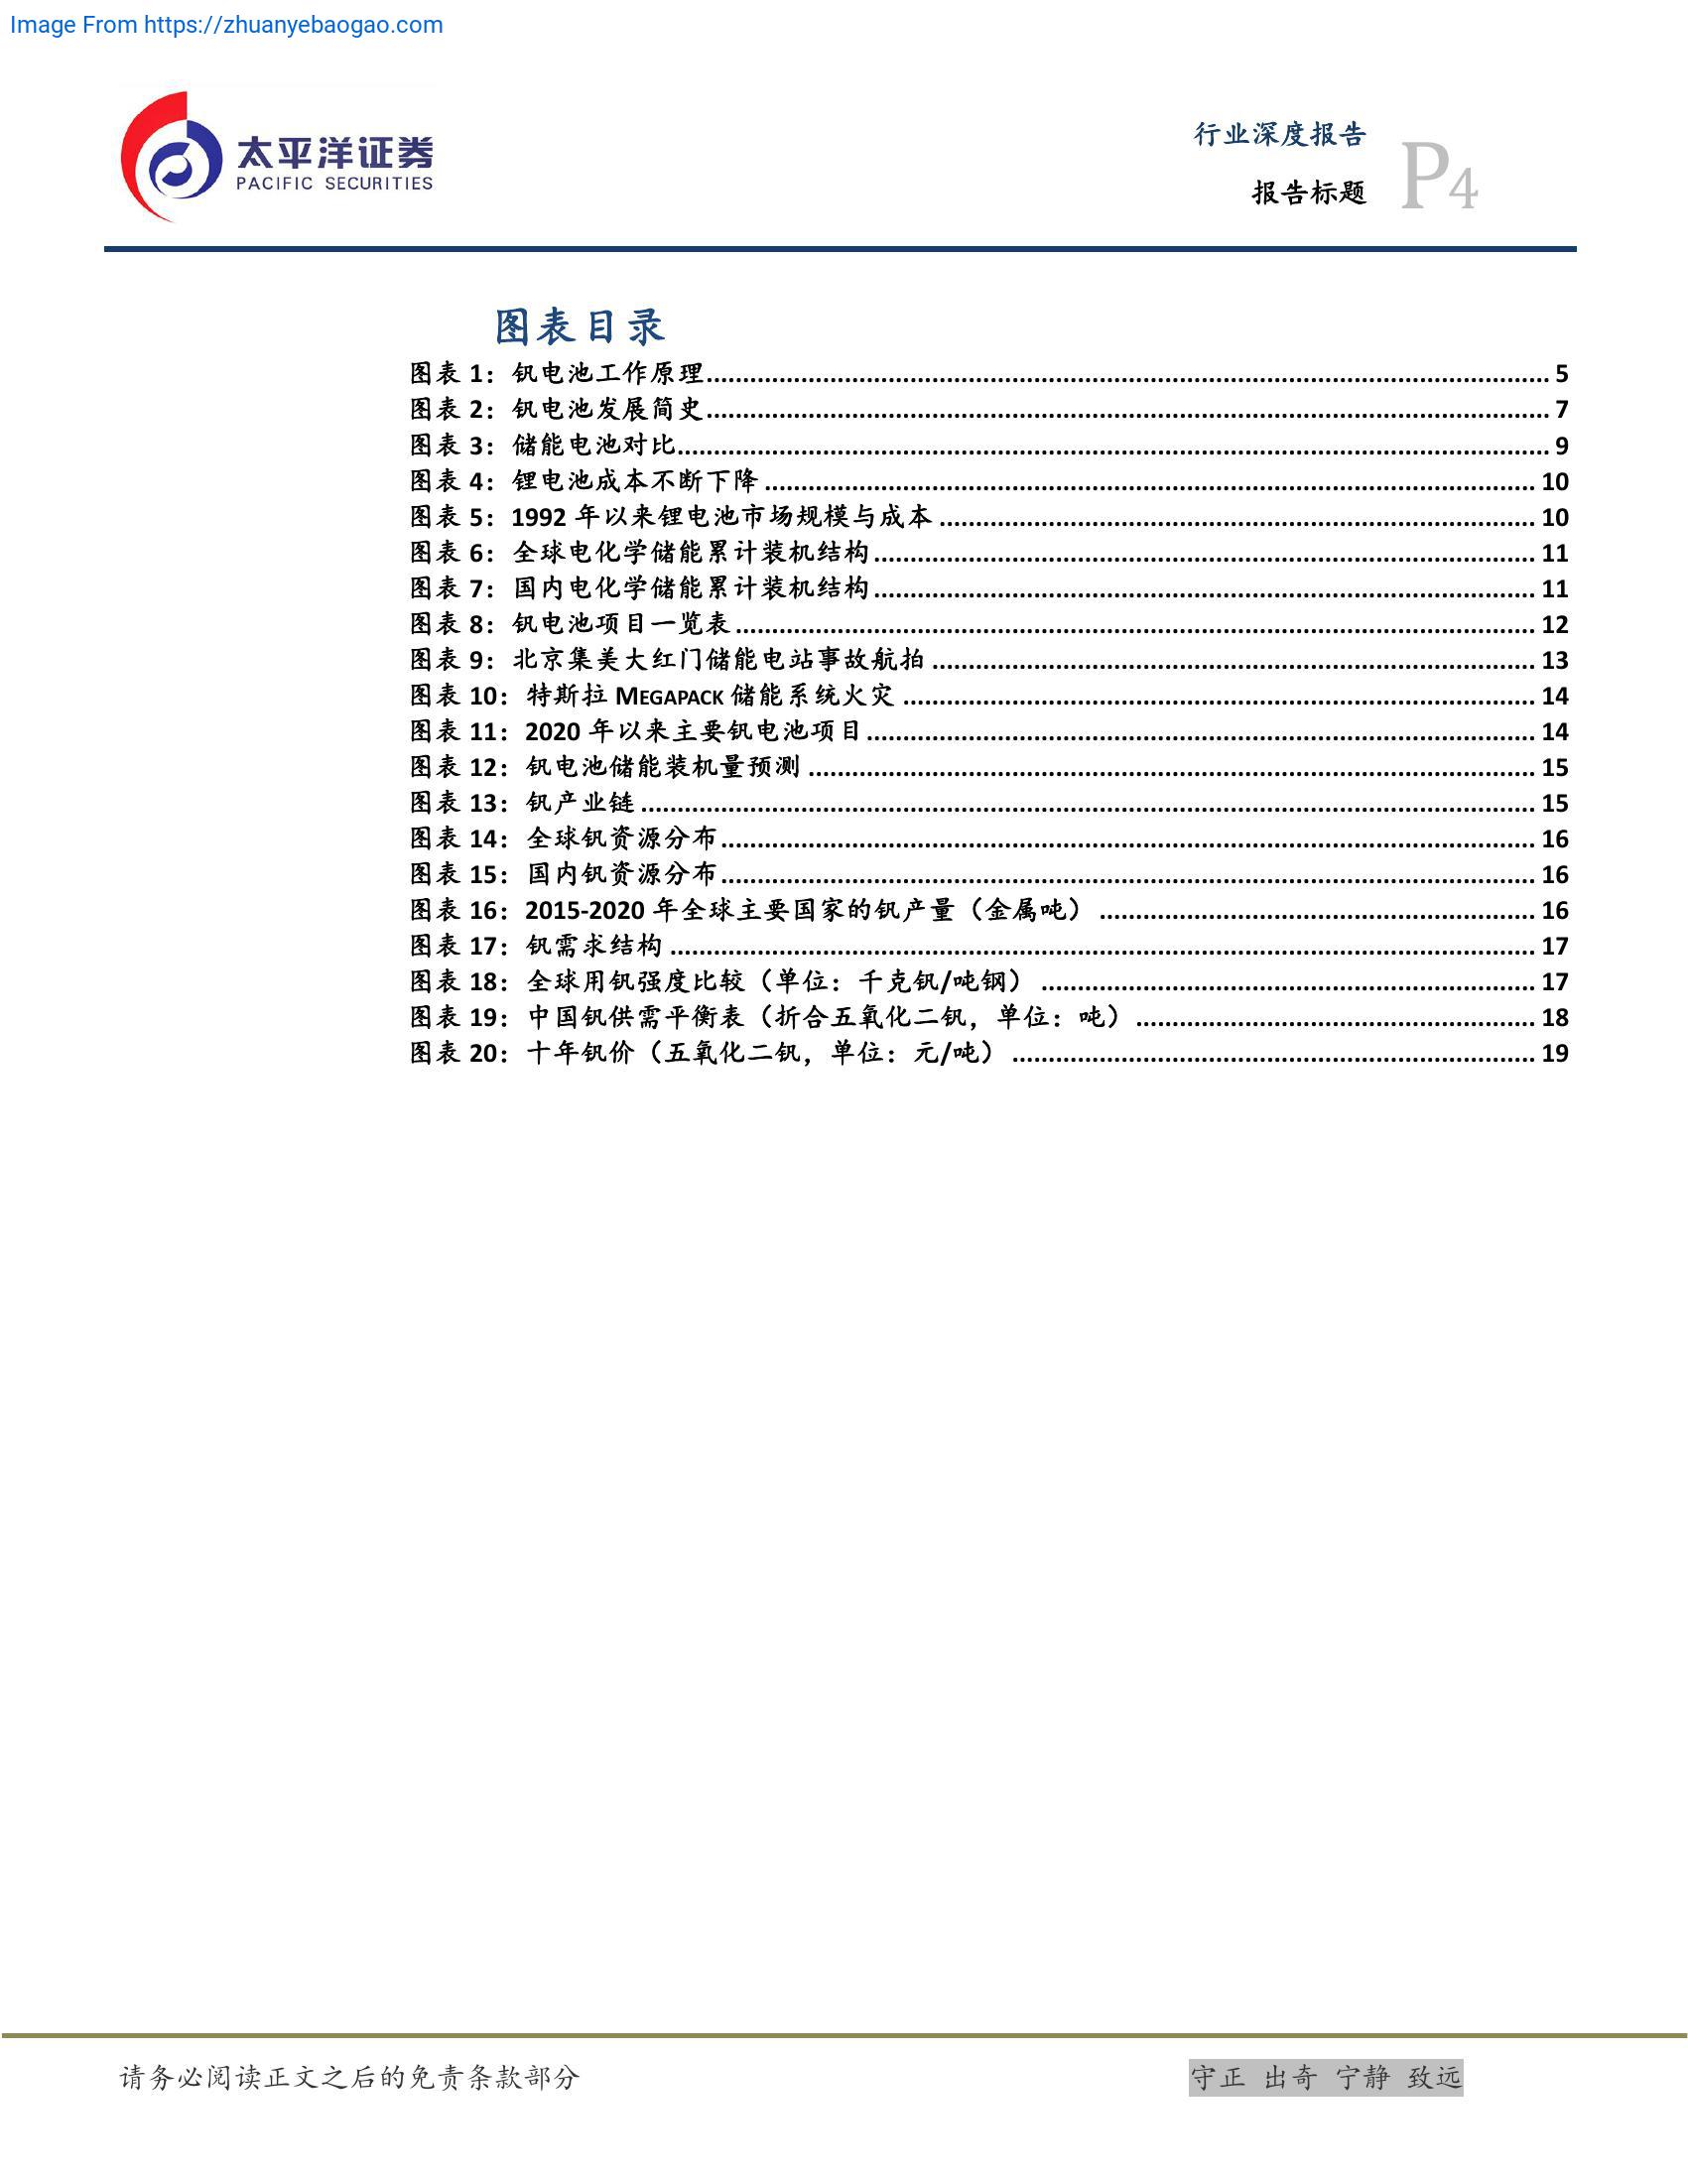 Image From https://zhuanyebaogao.com
太平洋证券
PACIFIC SECURITIES
行业深度报告
报告标题
P4
图表目录
图表 1：钒电池工作原理 5
图表 2：钒电池发展简史 7
图表 3：储能电池对比 9
图表 4：锂电池成本不断下降 10
图表 5：1992 年以来锂电池市场规模与成本 10
图表 6：全球电化学储能累计装机结构 11
图表 7：国内电化学储能累计装机结构 11
图表 8：钒电池项目一览表 12
图表 9：北京集美大红门储能电站事故航拍 13
图表 10：特斯拉 MEGAPACK 储能系统火灾 14
图表 11：2020 年以来主要钒电池项目 14
图表 12：钒电池储能装机量预测 15
图表 13：钒产业链 15
图表 14：全球钒资源分布 16
图表 15：国内钒资源分布 16
图表 16：2015-2020 年全球主要国家的钒产量（金属吨） 16
图表 17：钒需求结构 17
图表 18：全球用钒强度比较（单位：千克钒/吨钢） 17
图表 19：中国钒供需平衡表（折合五氧化二钒，单位：吨） 18
图表 20：十年钒价（五氧化二钒，单位：元/吨） 19
请务必阅读正文之后的免责条款部分
守正 出奇 宁静 致远